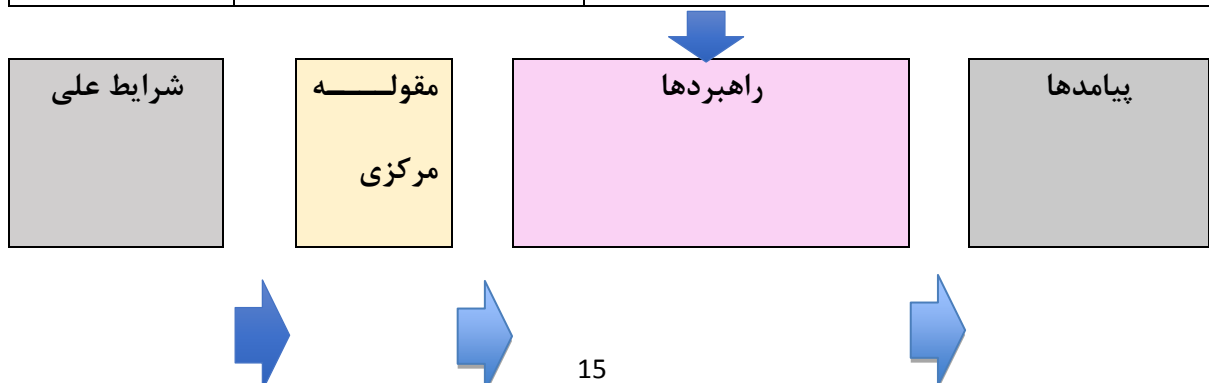 شرایط علی
مقولـــــه
مرکزی
راهبردها
پیامدها
15